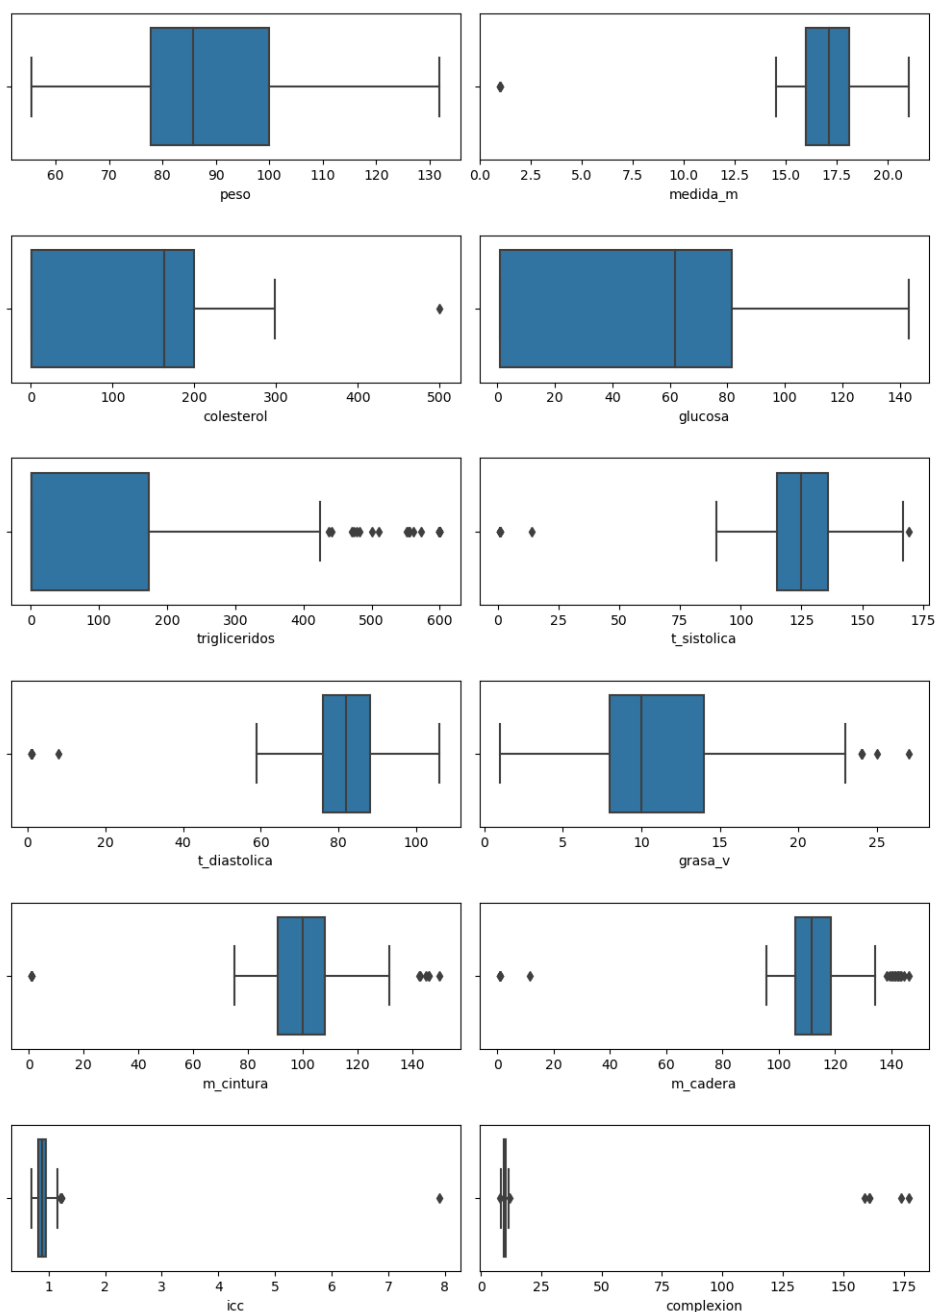 60 70 80 90 100 110 120 130
peso
0.0 2.5 5.0 7.5 10.0 12.5 15.0 17.5 20.0
medida_m
0 100 200 300 400 500
colesterol
0 20 40 60 80 100 120 140
glucosa
0 100 200 300 400 500 600
trigliceridos
0 25 50 75 100 125 150 175
t_sistolica
0 20 40 60 80 100
t_diastolica
0 5 10 15 20 25
grasa_v
0 20 40 60 80 100 120 140
m_cintura
0 20 40 60 80 100 120 140
m_cadera
1 2 3 4 5 6 7 8
icc
0 25 50 75 100 125 150 175
complexion